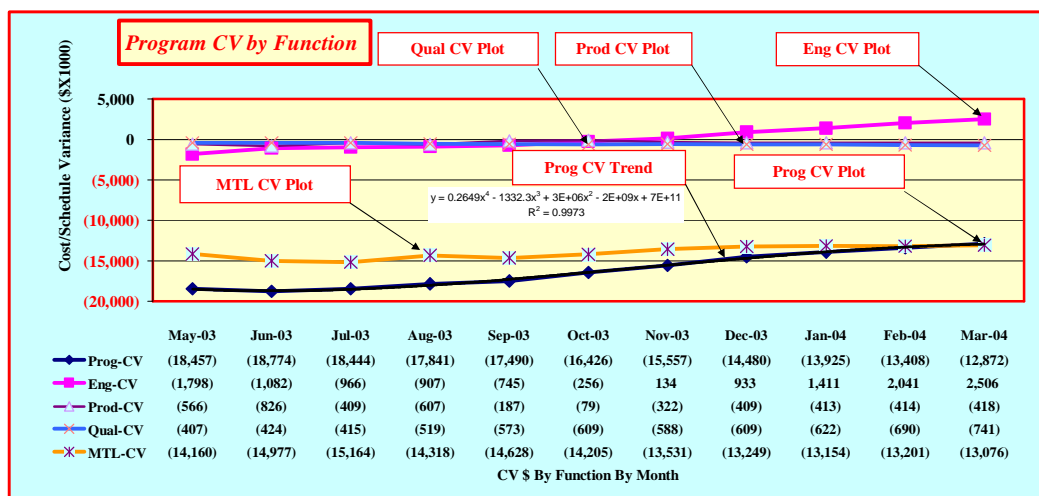 Program CV by Function
Qual CV Plot
Prod CV Plot
Eng CV Plot
Cost/Schedule Variance ($X1000)
5,000
0
(5,000)
(10,000)
(15,000)
(20,000)
MTL CV Plot
Prog CV Trend
Prog CV Plot
y = 0.2649x⁴ - 1332.3x³ + 3E+06x² - 2E+09x + 7E+11
R² = 0.9973
May-03 Jun-03 Jul-03 Aug-03 Sep-03 Oct-03 Nov-03 Dec-03 Jan-04 Feb-04 Mar-04
Prog-CV (18,457) (18,774) (18,444) (17,841) (17,490) (16,426) (15,557) (14,480) (13,925) (13,408) (12,872)
Eng-CV (1,798) (1,082) (966) (907) (745) (256) 134 933 1,411 2,041 2,506
Prod-CV (566) (826) (409) (607) (187) (79) (322) (409) (413) (414) (418)
Qual-CV (407) (424) (415) (519) (573) (609) (588) (609) (622) (690) (741)
MTL-CV (14,160) (14,977) (15,164) (14,318) (14,628) (14,205) (13,531) (13,249) (13,154) (13,201) (13,076)
CV $ By Function By Month